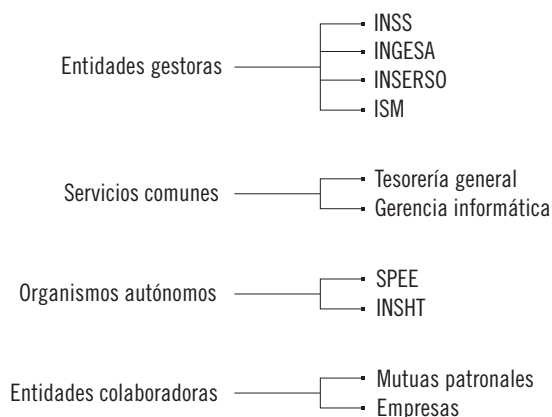 Entidades gestoras
INSS
INGESA
INSERSO
ISM
Servicios comunes
Tesorería general
Gerencia informática
Organismos autónomos
SPEE
INSHT
Entidades colaboradoras
Mutuas patronales
Empresas